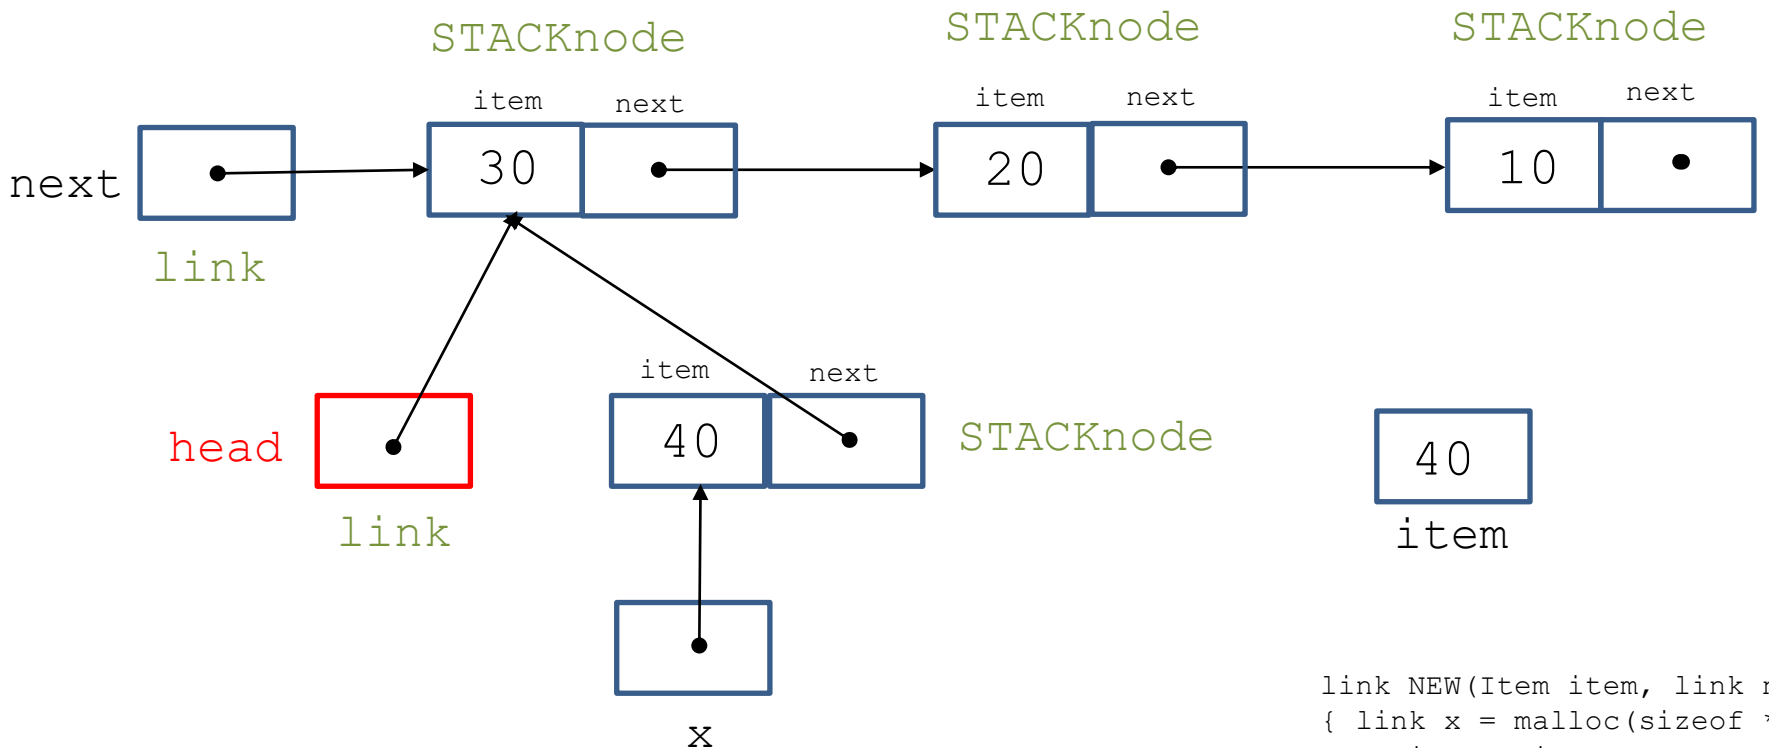 STACKnode
STACKnode
STACKnode
item next
item next
item next
next
30
20
10
link
item next
head
40
STACKnode
40
link
item
x
link NEW(Item item, link
{ link x = malloc(sizeof *